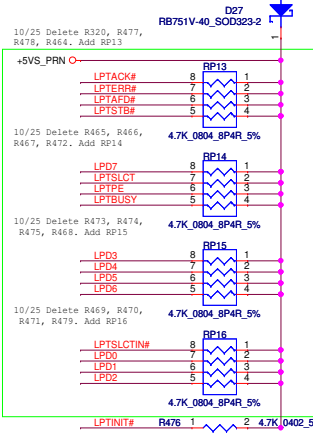 D27
RB751V-40_SOD323-2
1
10/25 Delete R320, R477,
R478, R464. Add RP13
+5VS_PRN
RP13
LPTACK# 8 1
LPTERR# 7 2
LPTAFD# 6 3
LPTSTB# 5 4
4.7K_0804_8P4R_5%
10/25 Delete R465, R466,
R467, R472. Add RP14
RP14
LPD7 8 1
LPTSLCT 7 2
LPTPE 6 3
LPTBUSY 5 4
4.7K_0804_8P4R_5%
10/25 Delete R473, R474,
R475, R468. Add RP15
RP15
LPD3 8 1
LPD4 7 2
LPD5 6 3
LPD6 5 4
4.7K_0804_8P4R_5%
10/25 Delete R469, R470,
R471, R479. Add RP16
RP16
LPTSLCTIN# 8 1
LPD0 7 2
LPD1 6 3
LPD2 5 4
4.7K_0804_8P4R_5%
LPTINIT# R476 1 2 4.7K_0402_5